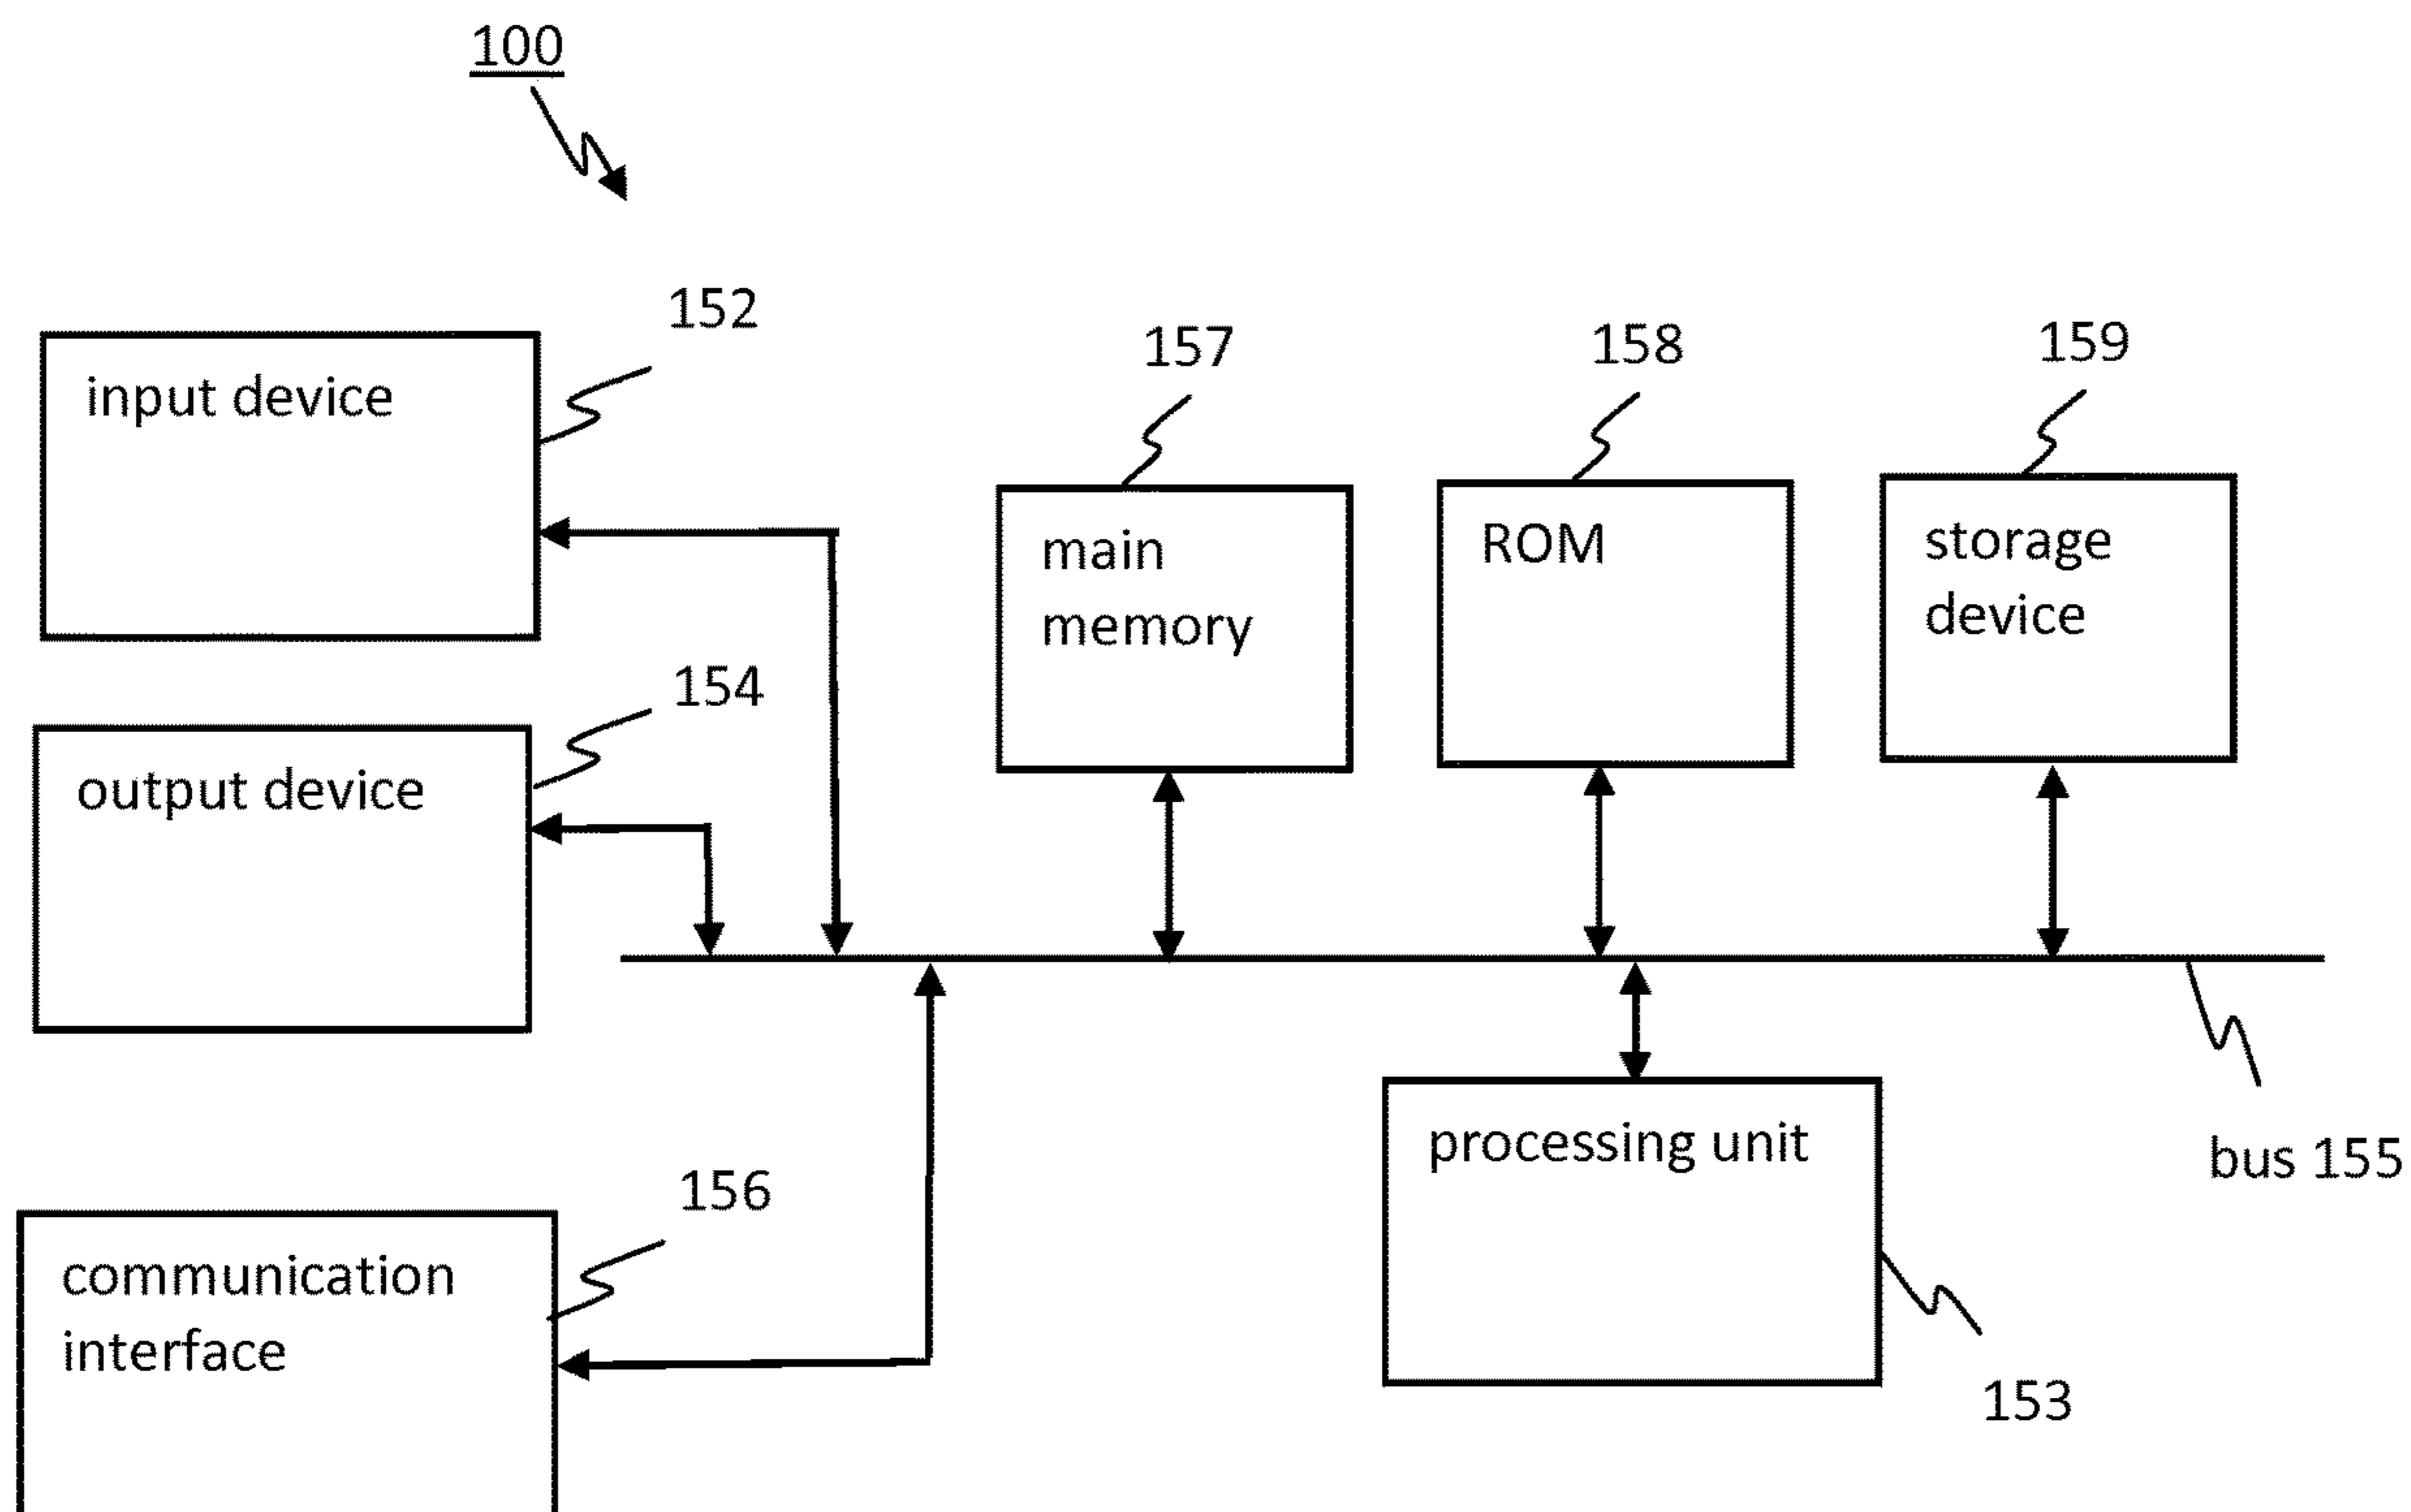 100
152
input device
157
158
159
main
memory
ROM
storage
device
154
output device
156
communication
interface
processing unit
bus 155
153